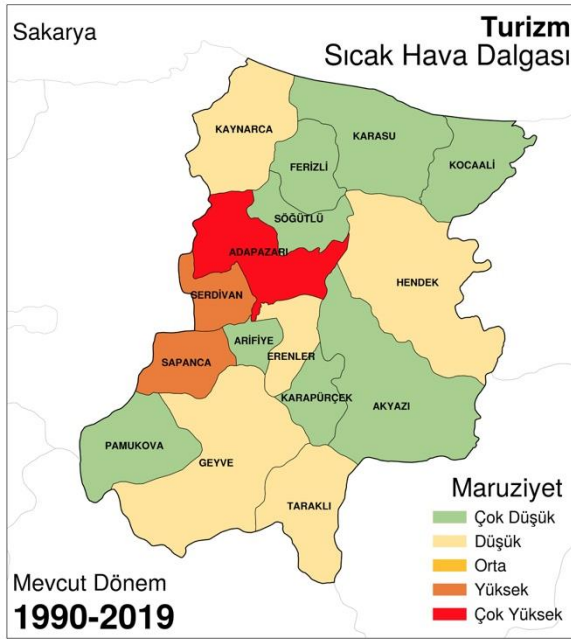 Sakarya
Turizm
Sıcak Hava Dalgası
KAYNARCA
KARASU
KOCAALİ
FERİZLİ
SÖĞÜTLÜ
ADAPAZARI
HENDEK
SERDİVAN
ARİFİYE
ERENLER
SAPANCA
KARAPÜRÇEK
AKYAZI
PAMUKOVA
GEYVE
TARAKLI
Maruziyet
Çok Düşük
Düşük
Orta
Yüksek
Çok Yüksek
Mevcut Dönem
1990-2019